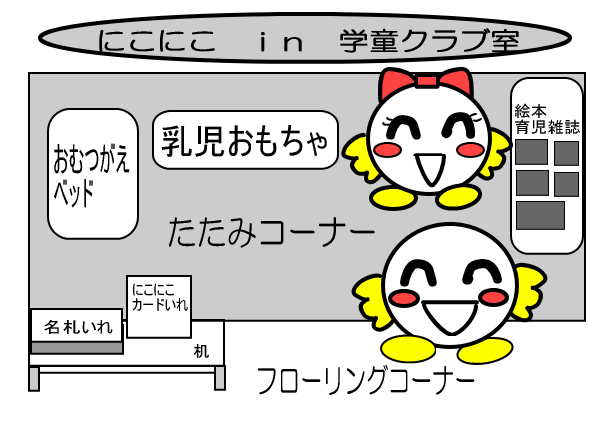 にこにこ　ｉｎ　学童クラブ室
おむつがえ
ベッド
乳児おもちゃ
絵本
育児雑誌
たたみコーナー
にこにこ
カードいれ
名札いれ
机
フローリングコーナー